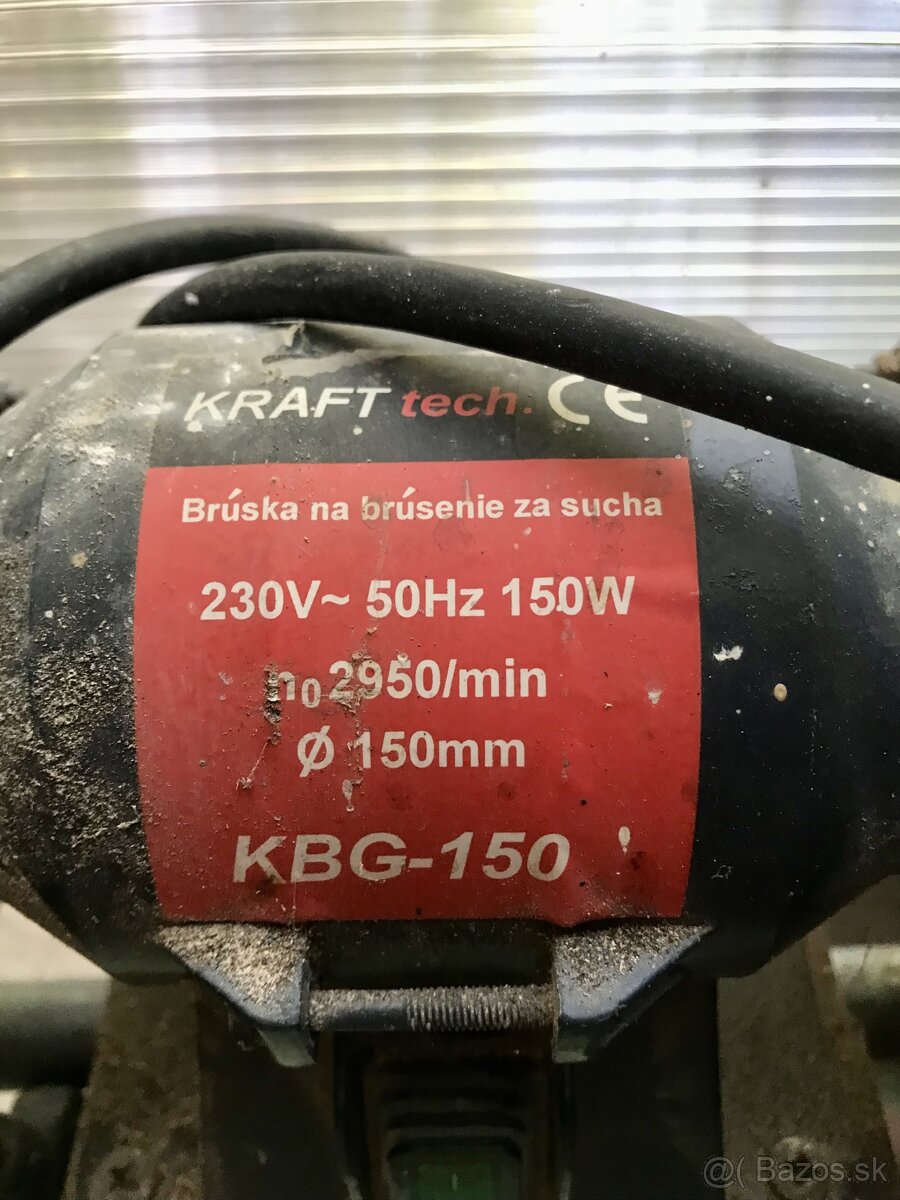 KRAFT tech. CE
Brúska na brúsenie za sucha
230V~ 50Hz 150W
n₀ 2950/min
Ø 150mm
KBG-150
@( Bazos.sk